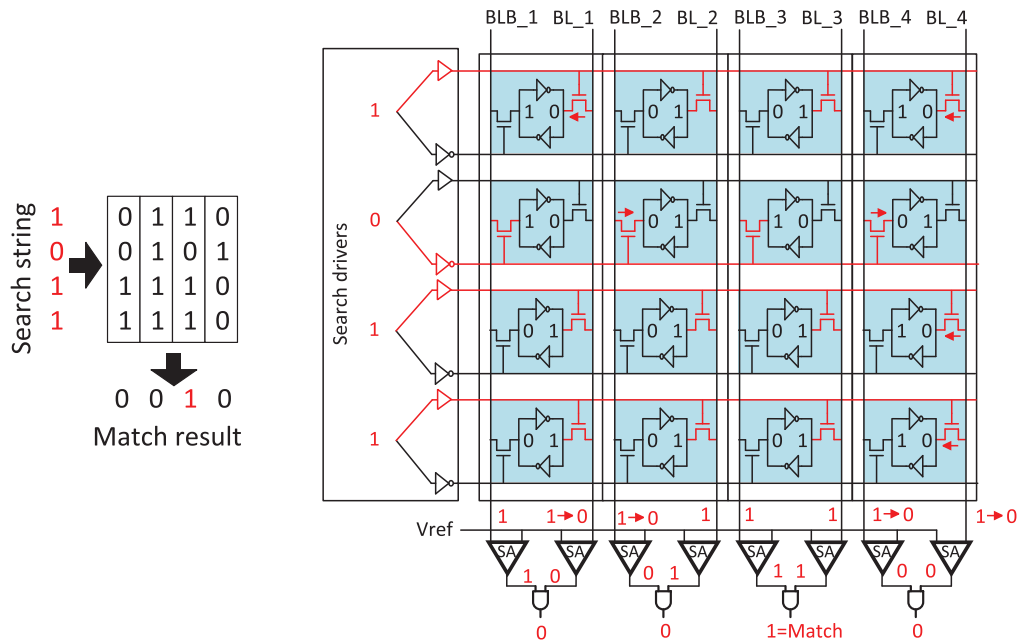 BLB_1 BL_1 BLB_2 BL_2 BLB_3 BL_3 BLB_4 BL_4
Search string
1 0 1 1
0 1 1 0
0 1 0 1
1 1 1 0
1 1 1 0
0 0 1 0
Match result
Search drivers
1
1 0 0 1 0 1 1 0
0
1 0 0 1 1 0 0 1
1
0 1 0 1 0 1 1 0
1
0 1 0 1 0 1 1 0
1 1→0 1→0 1 1 1 1→0 1→0
Vref
SA SA SA SA SA SA SA SA
1 0 0 1 1 1 0 0
0 0 1=Match 0